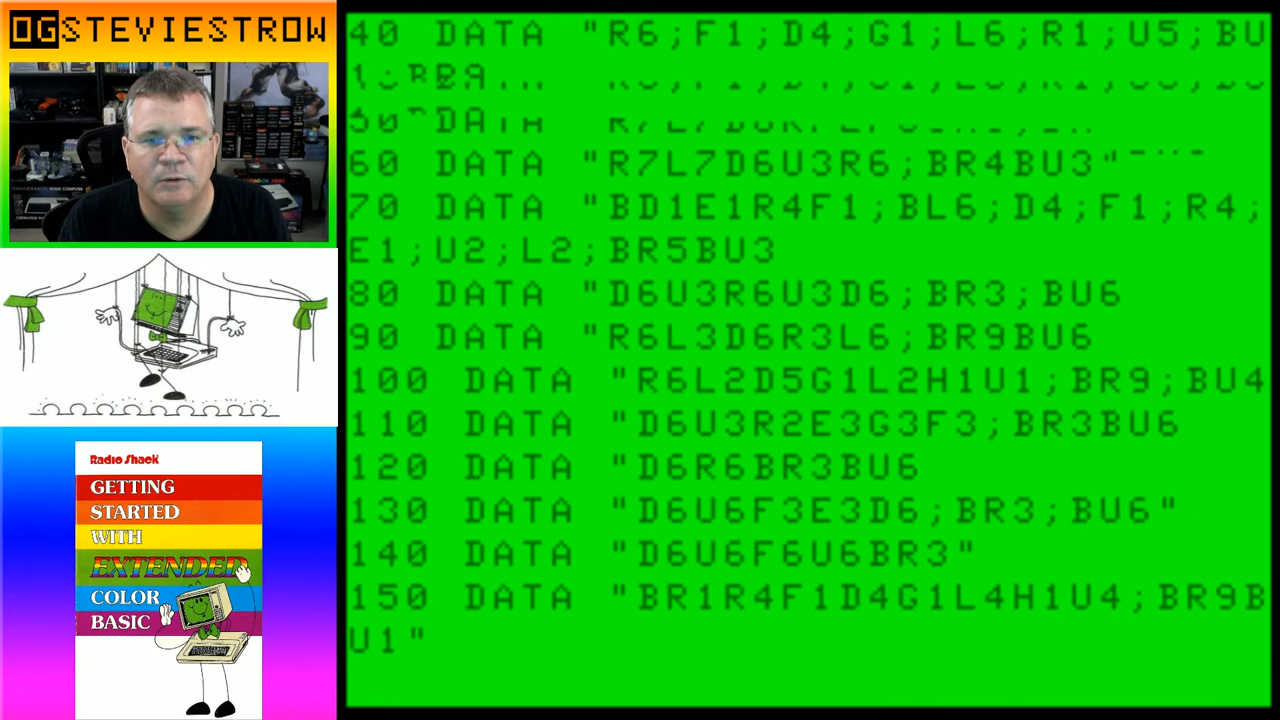 OGSTEVIESTROW
Radio Shack
GETTING
STARTED
WITH
EXTENDED
COLOR
BASIC
40 DATA "R6;F1;D4;G1;L6;R1;U5;BU
60 DATA "R7L7D6U3R6;BR4BU3"
70 DATA "BD1E1R4F1;BL6;D4;F1;R4;
E1;U2;L2;BR5BU3
80 DATA "D6U3R6U3D6;BR3;BU6
90 DATA "R6L3D6R3L6;BR9BU6
100 DATA "R6L2D5G1L2H1U1;BR9;BU4
110 DATA "D6U3R2E3G3F3;BR3BU6
120 DATA "D6R6BR3BU6
130 DATA "D6U6F3E3D6;BR3;BU6"
140 DATA "D6U6F6U6BR3"
150 DATA "BR1R4F1D4G1L4H1U4;BR9B
U1"